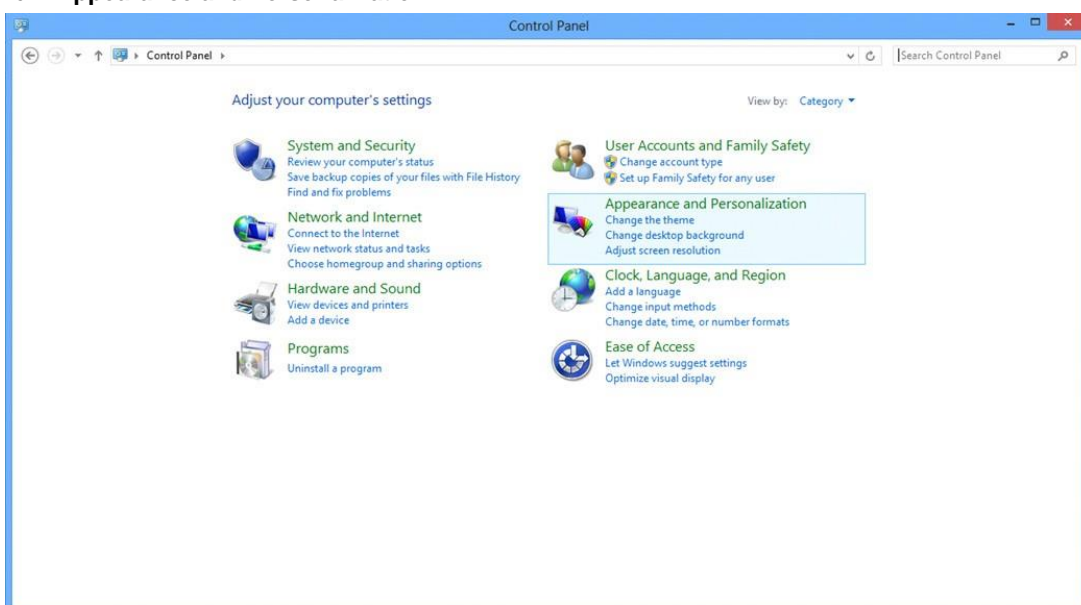 Control Panel
Control Panel
Search Control Panel
Adjust your computer's settings
View by: Category
System and Security
Review your computer's status
Save backup copies of your files with File History
Find and fix problems
Network and Internet
Connect to the Internet
View network status and tasks
Choose homegroup and sharing options
Hardware and Sound
View devices and printers
Add a device
Programs
Uninstall a program
User Accounts and Family Safety
Change account type
Set up Family Safety for any user
Appearance and Personalization
Change the theme
Change desktop background
Adjust screen resolution
Clock, Language, and Region
Add a language
Change input methods
Change date, time, or number formats
Ease of Access
Let Windows suggest settings
Optimize visual display